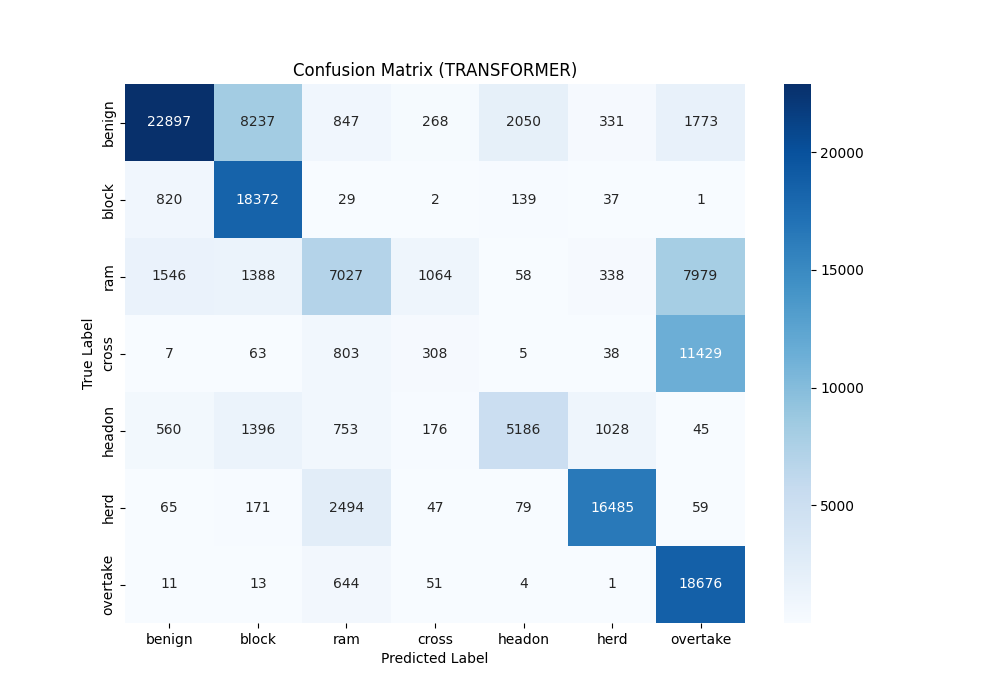 Confusion Matrix (TRANSFORMER)
True Label
benign 22897 8237 847 268 2050 331 1773
block 820 18372 29 2 139 37 1
ram 1546 1388 7027 1064 58 338 7979
cross 7 63 803 308 5 38 11429
headon 560 1396 753 176 5186 1028 45
herd 65 171 2494 47 79 16485 59
overtake 11 13 644 51 4 1 18676
benign block ram cross headon herd overtake
Predicted Label
20000
15000
10000
5000